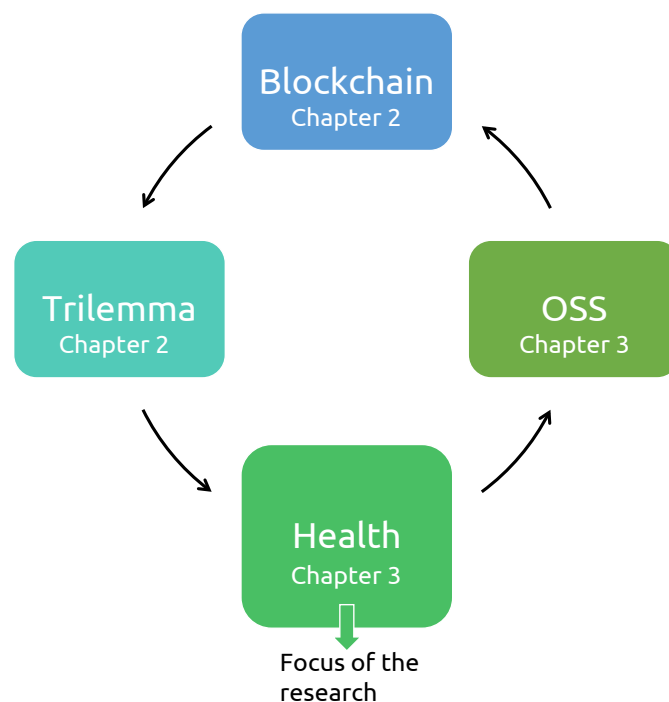 Blockchain
Chapter 2
Trilemma
Chapter 2
OSS
Chapter 3
Health
Chapter 3
Focus of the
research